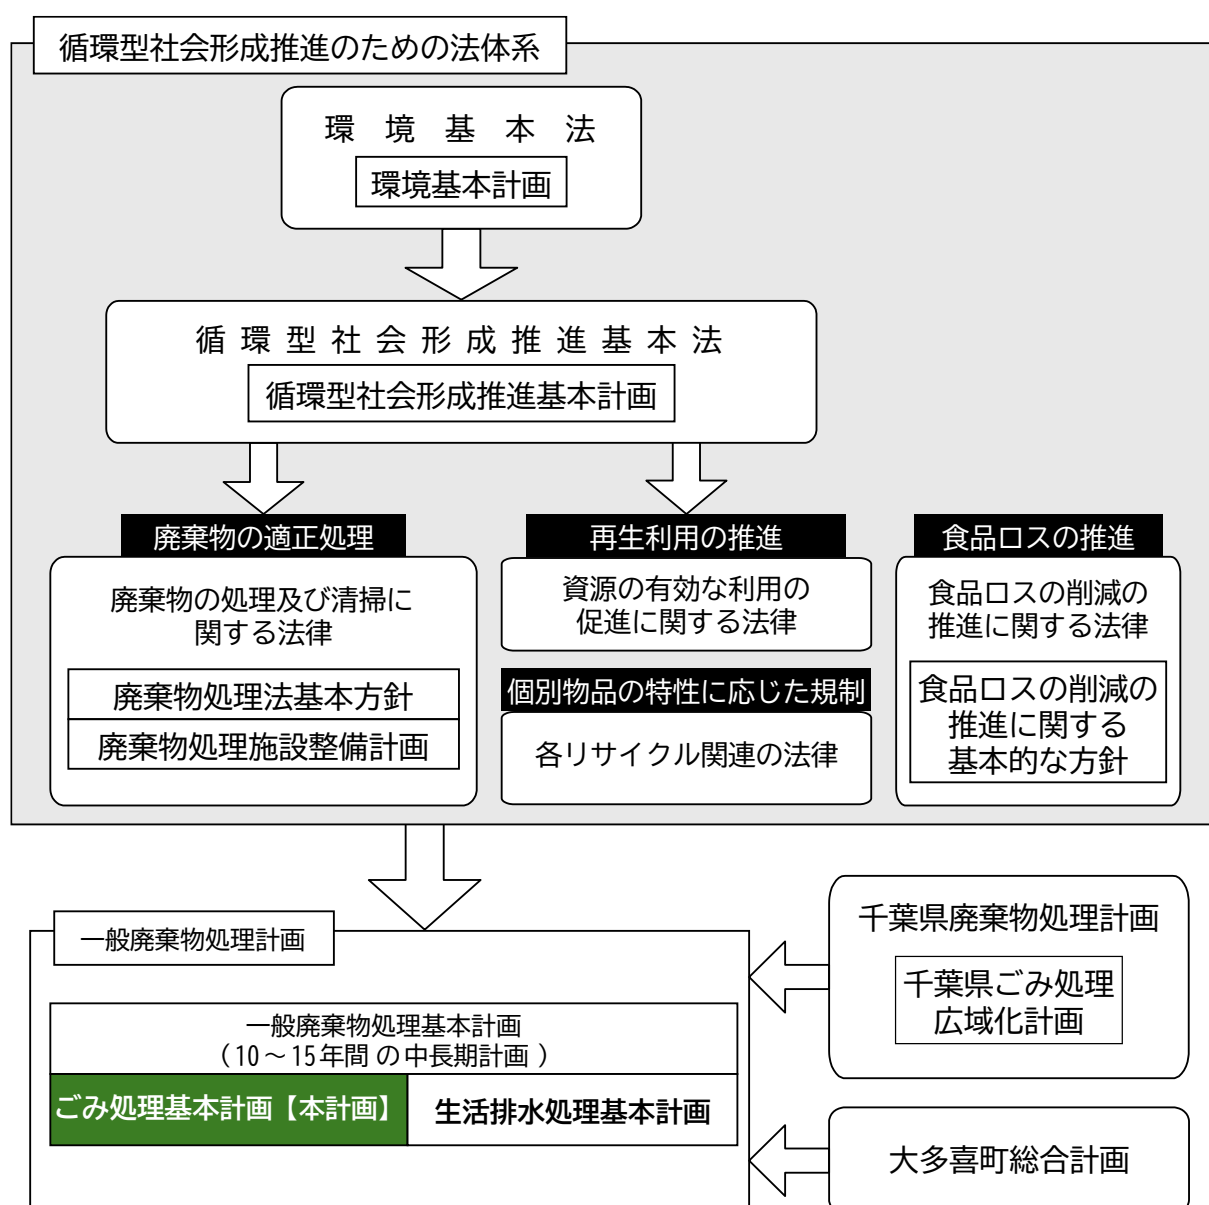 循環型社会形成推進のための法体系
環境基本法
環境基本計画
循環型社会形成推進基本法
循環型社会形成推進基本計画
廃棄物の適正処理
廃棄物の処理及び清掃に
関する法律
廃棄物処理法基本方針
廃棄物処理施設整備計画
再生利用の推進
資源の有効な利用の
促進に関する法律
個別物品の特性に応じた規制
各リサイクル関連の法律
食品ロスの推進
食品ロスの削減の
推進に関する法律
食品ロスの削減の
推進に関する
基本的な方針
一般廃棄物処理計画
一般廃棄物処理基本計画
（10～15年間の中長期計画）
ごみ処理基本計画【本計画】
生活排水処理基本計画
千葉県廃棄物処理計画
千葉県ごみ処理
広域化計画
大多喜町総合計画